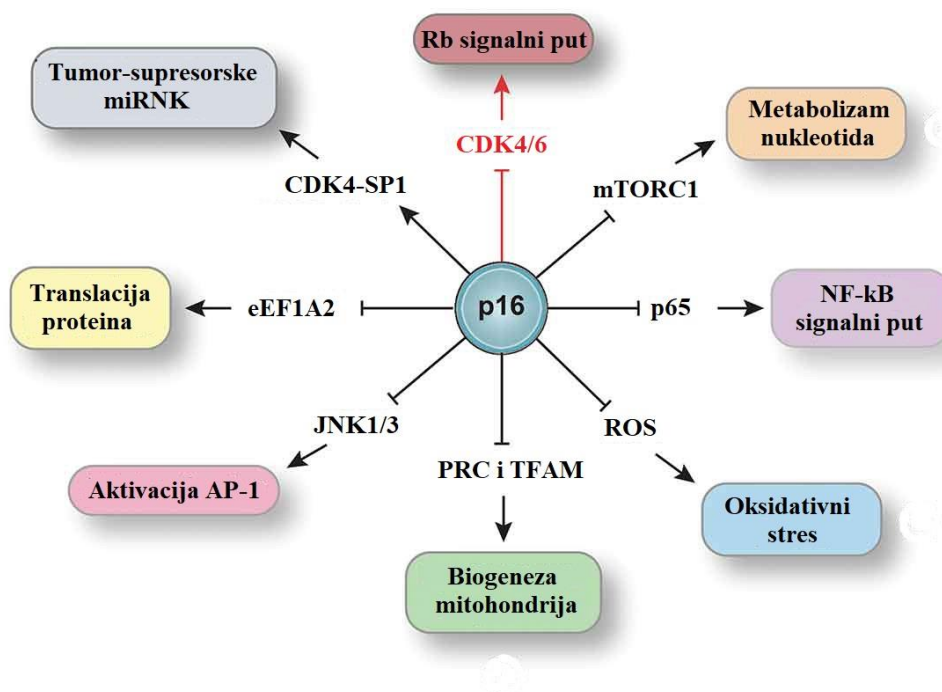 Rb signalni put
Tumor-supresorske
miRNK
Metabolizam
nukleotida
CDK4/6
CDK4-SP1
mTORC1
Translacija
proteina
eEF1A2
p16
p65
NF-kB
signalni put
JNK1/3
ROS
PRC i TFAM
Aktivacija AP-1
Oksidativni
stres
Biogeneza
mitohondrija